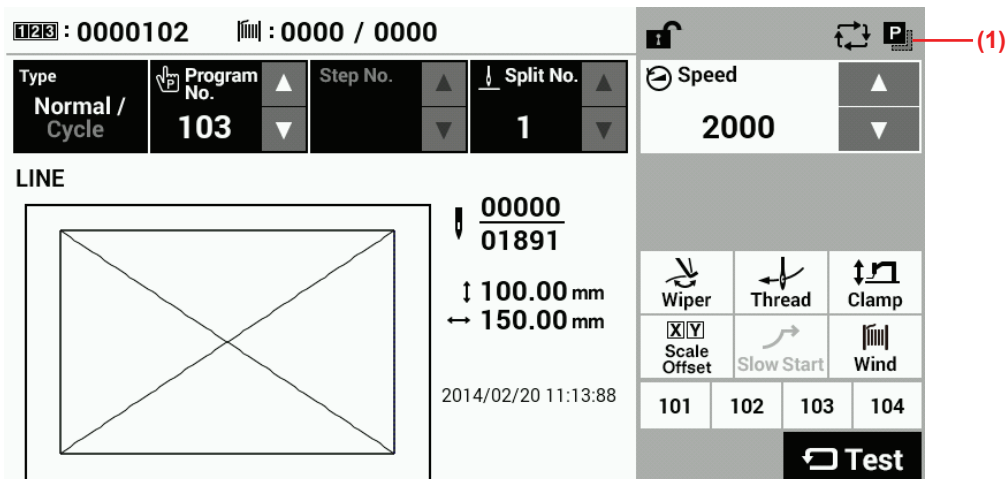 123 : 0000102 : 0000 / 0000
P (1)
Type
Normal /
Cycle
P Program
No.
103
Step No.
Split No.
1
Speed
2000
LINE
00000
01891
100.00 mm
150.00 mm
2014/02/20 11:13:88
Wiper
Thread
Clamp
X Y
Scale
Offset
Slow Start
Wind
101 102 103 104
Test